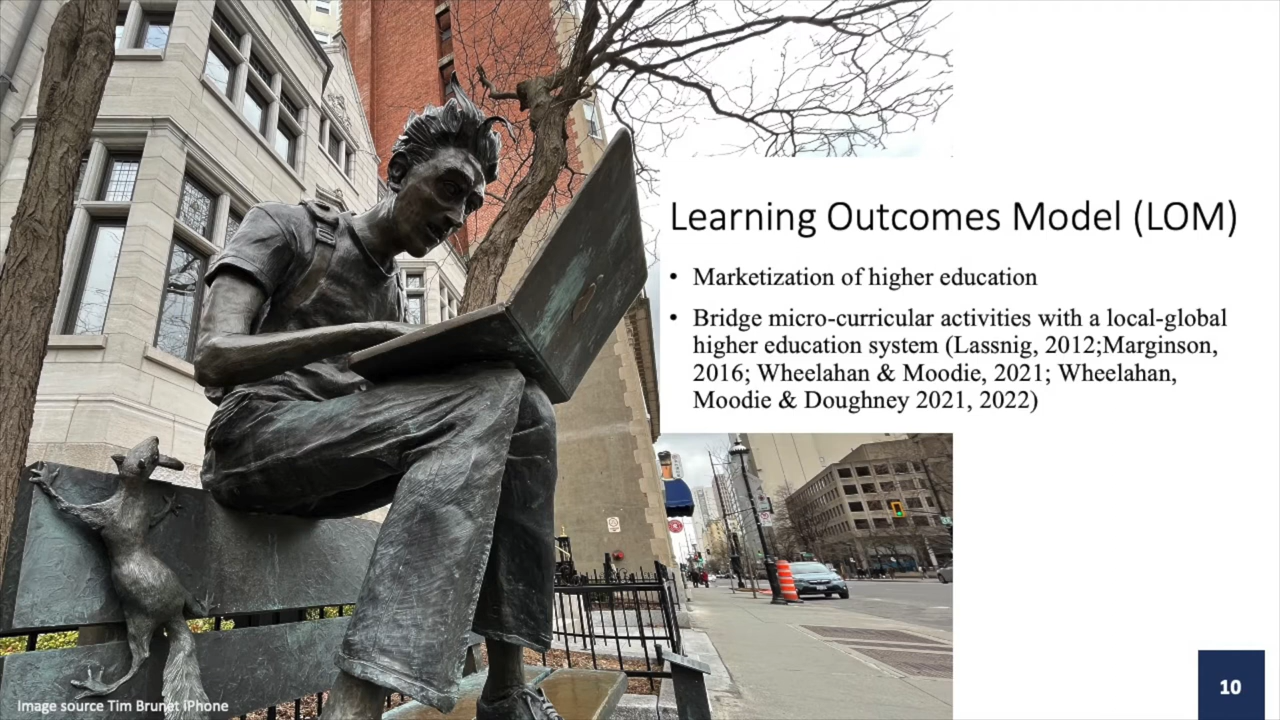 Learning Outcomes Model (LOM)
• Marketization of higher education
• Bridge micro-curricular activities with a local-global
higher education system (Lassnig, 2012;Marginson,
2016; Wheelahan & Moodie, 2021; Wheelahan,
Moodie & Doughney 2021, 2022)
Image source Tim Brunet iPhone
10